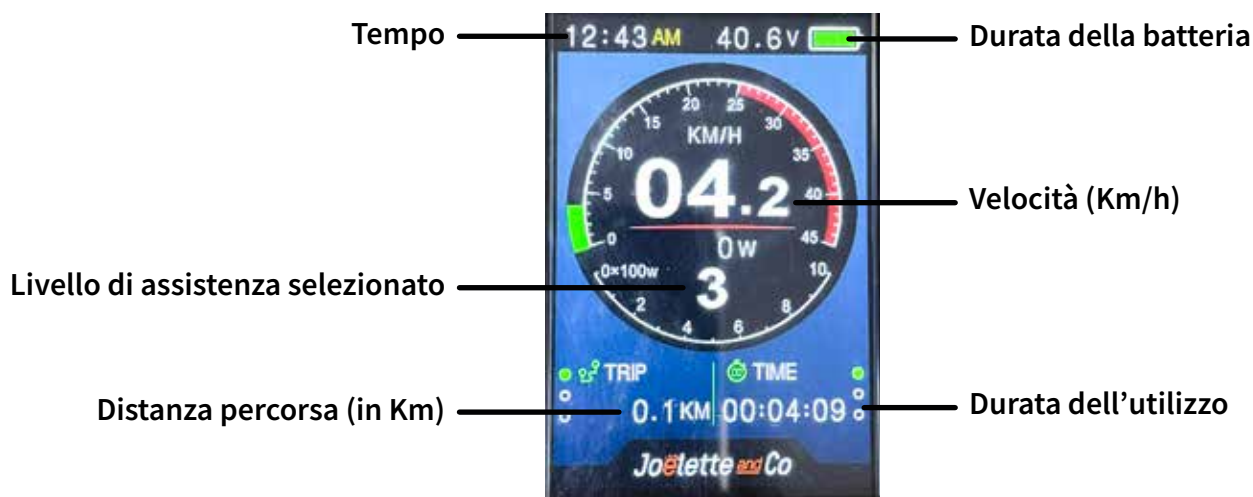 Tempo
12:43 AM 40.6V
Durata della batteria
20 25
15 30
KM/H
10 35
04.2
5 40
Velocità (Km/h)
0 45
0W
0×100w 10
Livello di assistenza selezionato
3
2 8
4 6
TRIP TIME
Distanza percorsa (in Km)
0.1 KM 00:04:09
Durata dell’utilizzo
Joëlette and Co